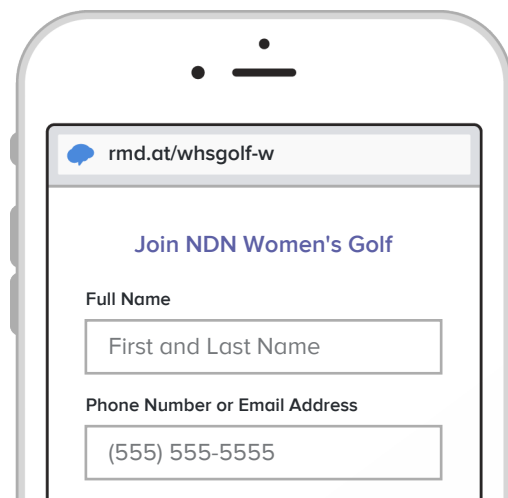 rmd.at/whsgolf-w
Join NDN Women's Golf
Full Name
First and Last Name
Phone Number or Email Address
(555) 555-5555